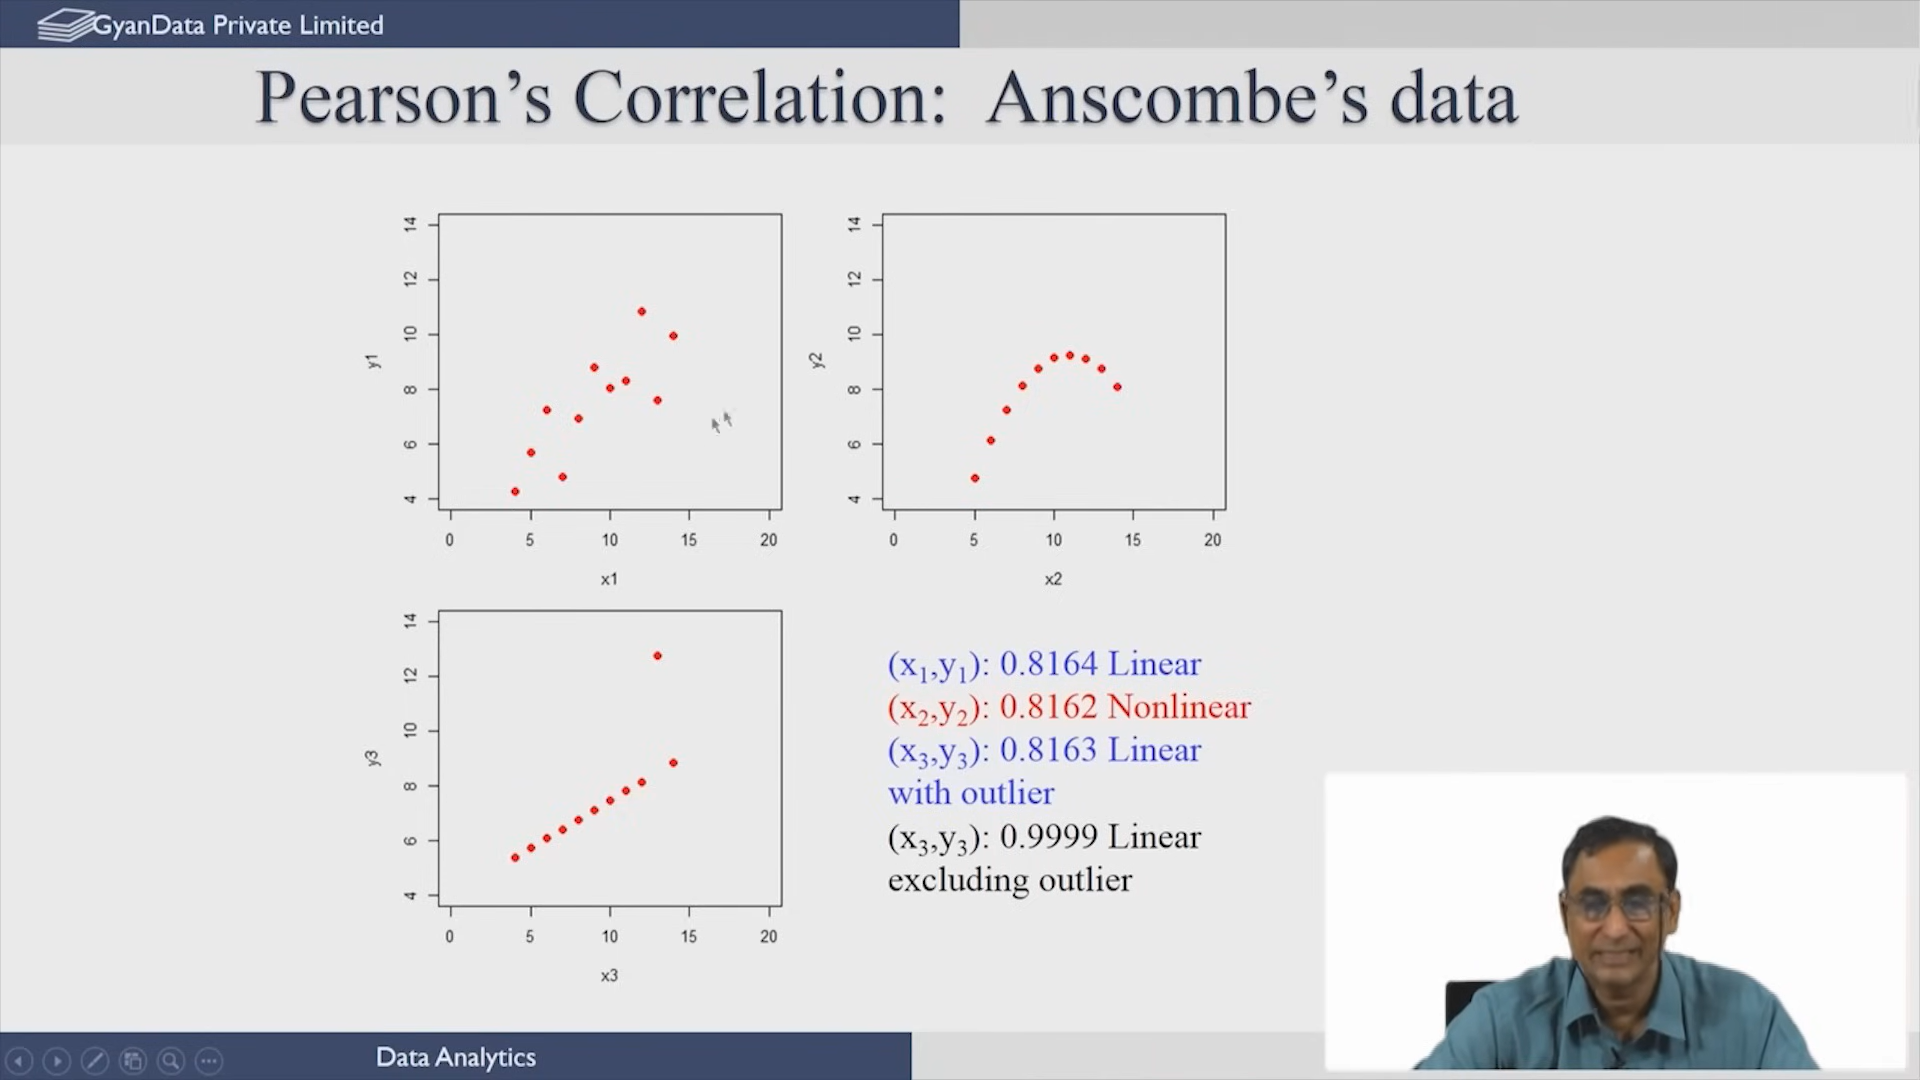 GyanData Private Limited
Pearson's Correlation: Anscombe's data
14
12
10
8
6
4
y1
0 5 10 15 20
x1
14
12
10
8
6
4
y2
0 5 10 15 20
x2
14
12
10
8
6
4
y3
0 5 10 15 20
x3
(x₁,y₁): 0.8164 Linear
(x₂,y₂): 0.8162 Nonlinear
(x₃,y₃): 0.8163 Linear
with outlier
(x₃,y₃): 0.9999 Linear
excluding outlier
Data Analytics